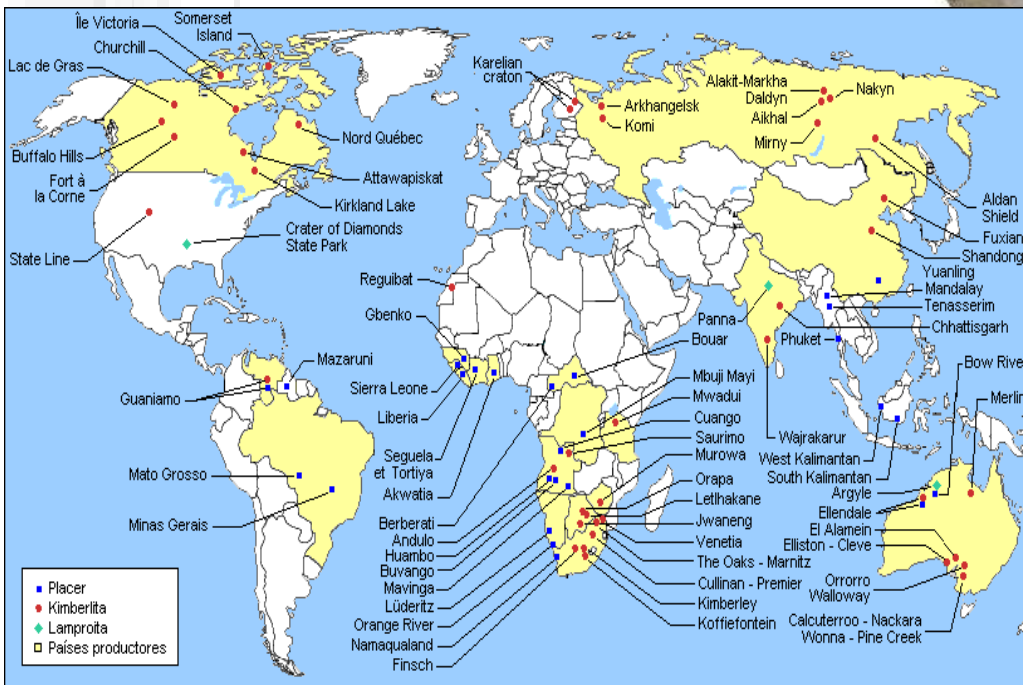 Île Victoria
Somerset
Island
Churchill
Lac de Gras
Buffalo Hills
Fort à
la Corne
Nord Québec
Attawapiskat
Kirkland Lake
State Line
Crater of Diamonds
State Park
Karelian
craton
Arkhangelsk
Komi
Alakit-Markha
Daldyn
Aikhal
Mirny
Nakyn
Aldan
Shield
Fuxian
Shandong
Yuanling
Mandalay
Tenasserim
Chhattisgarh
Panna
Phuket
Wajrakarur
West Kalimantan
South Kalimantan
Bow River
Merlin
Argyle
Ellendale
El Alamein
Elliston - Cleve
Orrorro
Walloway
Calcuterroo - Nackara
Wonna - Pine Creek
Reguibat
Gbenko
Sierra Leone
Liberia
Seguela
et Tortiya
Akwatia
Berberati
Andulo
Huambo
Buvango
Mavinga
Lüderitz
Orange River
Namaqualand
Finsch
Bouar
Mbuji Mayi
Mwadui
Cuango
Saurimo
Murowa
Orapa
Letlhakane
Jwaneng
Venetia
The Oaks - Marnitz
Cullinan - Premier
Kimberley
Koffiefontein
Mazaruni
Guaniamo
Mato Grosso
Minas Gerais
Placer
Kimberlita
Lamproita
Países productores